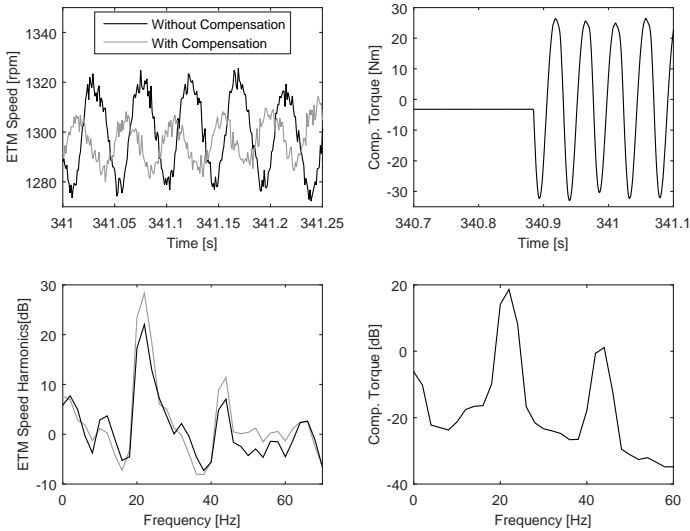 1350
Without Compensation
With Compensation
1320
1300
1280
ETM Speed [rpm]
341 341.05 341.1 341.15 341.2 341.25
Time [s]
30
20
10
0
-10
-20
-30
Comp. Torque [Nm]
340.7 340.8 340.9 341 341.1
Time [s]
30
20
10
0
-10
ETM Speed Harmonics[dB]
0 20 40 60
Frequency [Hz]
20
0
-20
-40
Comp. Torque [dB]
0 20 40 60
Frequency [Hz]